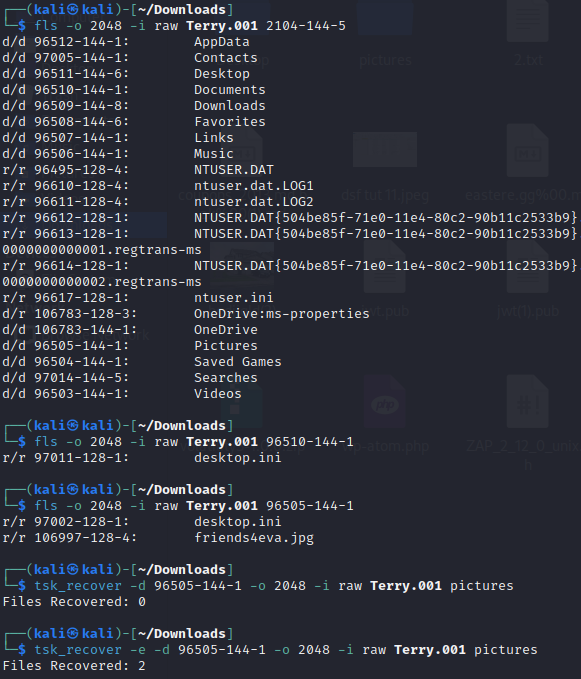 ┌──(kali㉿kali)-[~/Downloads]
└─$ fls -o 2048 -i raw Terry.001 2104-144-5
d/d 96512-144-1:        AppData
d/d 97005-144-1:        Contacts
d/d 96511-144-6:        Desktop
d/d 96510-144-1:        Documents
d/d 96509-144-8:        Downloads
d/d 96508-144-6:        Favorites
d/d 96507-144-1:        Links
d/d 96506-144-1:        Music
r/r 96495-128-4:        NTUSER.DAT
r/r 96610-128-4:        ntuser.dat.LOG1
r/r 96611-128-4:        ntuser.dat.LOG2
r/r 96612-128-1:        NTUSER.DAT{504be85f-71e0-11e4-80c2-90b11c2533b9}
r/r 96613-128-1:        NTUSER.DAT{504be85f-71e0-11e4-80c2-90b11c2533b9}
0000000000001.regtrans-ms
r/r 96614-128-1:        NTUSER.DAT{504be85f-71e0-11e4-80c2-90b11c2533b9}
0000000000002.regtrans-ms
r/r 96617-128-1:        ntuser.ini
d/r 106783-128-3:       OneDrive:ms-properties
d/d 106783-144-1:       OneDrive
d/d 96505-144-1:        Pictures
d/d 96504-144-1:        Saved Games
d/d 97014-144-5:        Searches
d/d 96503-144-1:        Videos
┌──(kali㉿kali)-[~/Downloads]
└─$ fls -o 2048 -i raw Terry.001 96510-144-1
r/r 97011-128-1:        desktop.ini
┌──(kali㉿kali)-[~/Downloads]
└─$ fls -o 2048 -i raw Terry.001 96505-144-1
r/r 97002-128-1:        desktop.ini
r/r 106997-128-4:       friends4eva.jpg
┌──(kali㉿kali)-[~/Downloads]
└─$ tsk_recover -d 96505-144-1 -o 2048 -i raw Terry.001 pictures
Files Recovered: 0
┌──(kali㉿kali)-[~/Downloads]
└─$ tsk_recover -e -d 96505-144-1 -o 2048 -i raw Terry.001 pictures
Files Recovered: 2